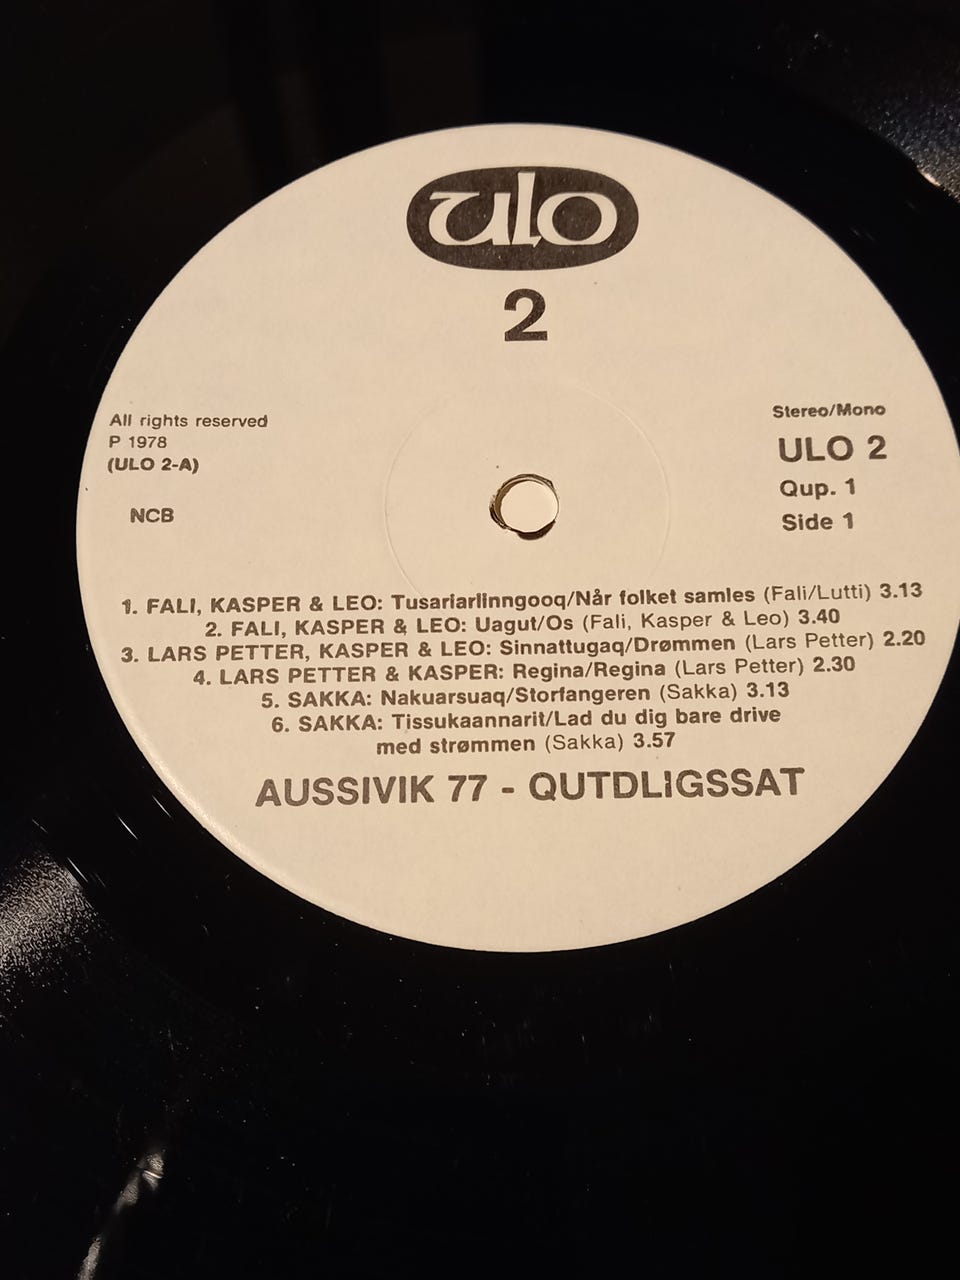 ulo
2
All rights reserved
P 1978
(ULO 2-A)
NCB
Stereo/Mono
ULO 2
Qup. 1
Side 1
1. FALI, KASPER & LEO: Tusariarlinngooq/Når folket samles (Fali/Lutti) 3.13
2. FALI, KASPER & LEO: Uagut/Os (Fali, Kasper & Leo) 3.40
3. LARS PETTER, KASPER & LEO: Sinnattugaq/Drømmen (Lars Petter) 2.20
4. LARS PETTER & KASPER: Regina/Regina (Lars Petter) 2.30
5. SAKKA: Nakuarsuaq/Storfangeren (Sakka) 3.13
6. SAKKA: Tissukaannarit/Lad du dig bare drive
med strømmen (Sakka) 3.57
AUSSIVIK 77 - QUTDLIGSSAT